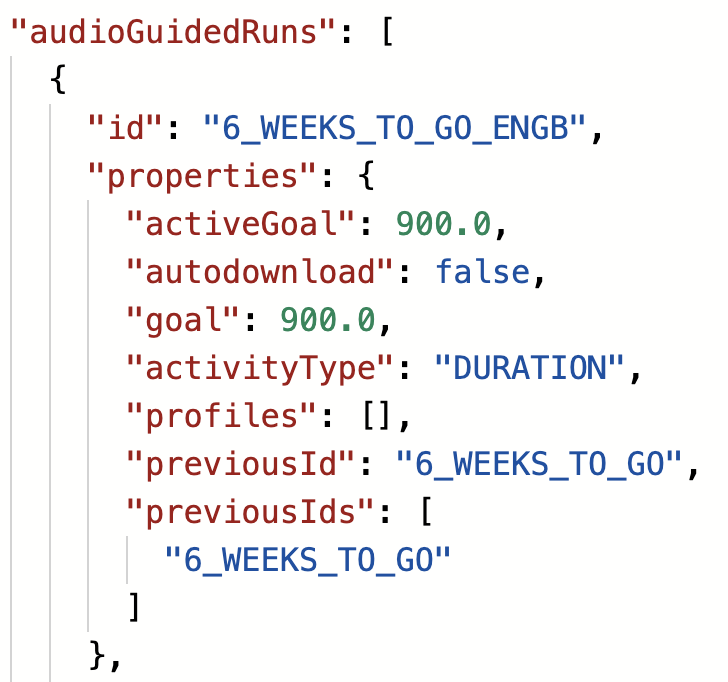 "audioGuidedRuns": [
{
"id": "6_WEEKS_TO_GO_ENGB",
"properties": {
"activeGoal": 900.0,
"autodownload": false,
"goal": 900.0,
"activityType": "DURATION",
"profiles": [],
"previousId": "6_WEEKS_TO_GO",
"previousIds": [
"6_WEEKS_TO_GO"
]
},